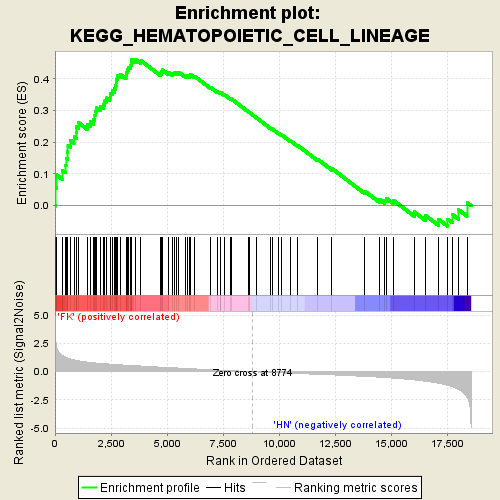 Enrichment plot:
KEGG_HEMATOPOIETIC_CELL_LINEAGE
Enrichment score (ES)
0.4
0.3
0.2
0.1
0.0
Ranked list metric (Signal2Noise)
5.0
2.5
0.0
-2.5
-5.0
'FK' (positively correlated)
Zero cross at 8774
'HN' (negatively correlated)
0
2,500
5,000
7,500
10,000
12,500
15,000
17,500
Rank in Ordered Dataset
Enrichment profile
Hits
Ranking metric scores